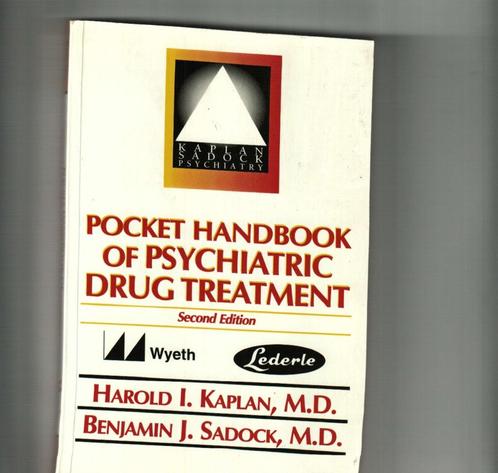 KAPLAN
SADOCK
PSYCHIATRY
POCKET HANDBOOK
OF PSYCHIATRIC
DRUG TREATMENT
Second Edition
Wyeth
Lederle
HAROLD I. KAPLAN, M.D.
BENJAMIN J. SADOCK, M.D.